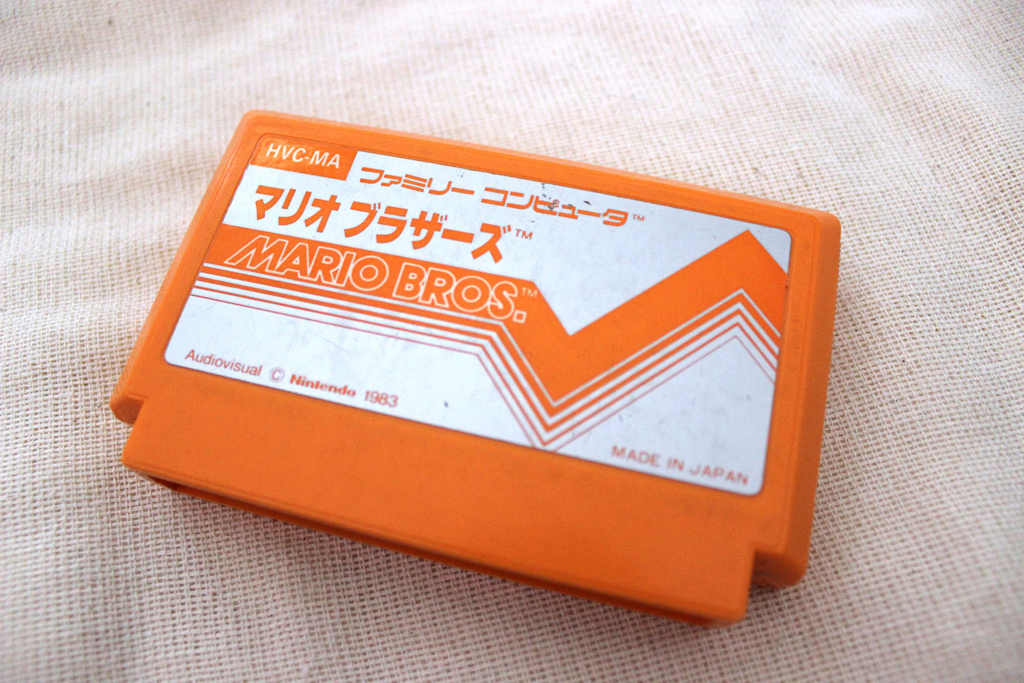 HVC-MA
ファミリー コンピュータ™
マリオ ブラザーズ™
MARIO BROS.™
Audiovisual © Nintendo 1983
MADE IN JAPAN